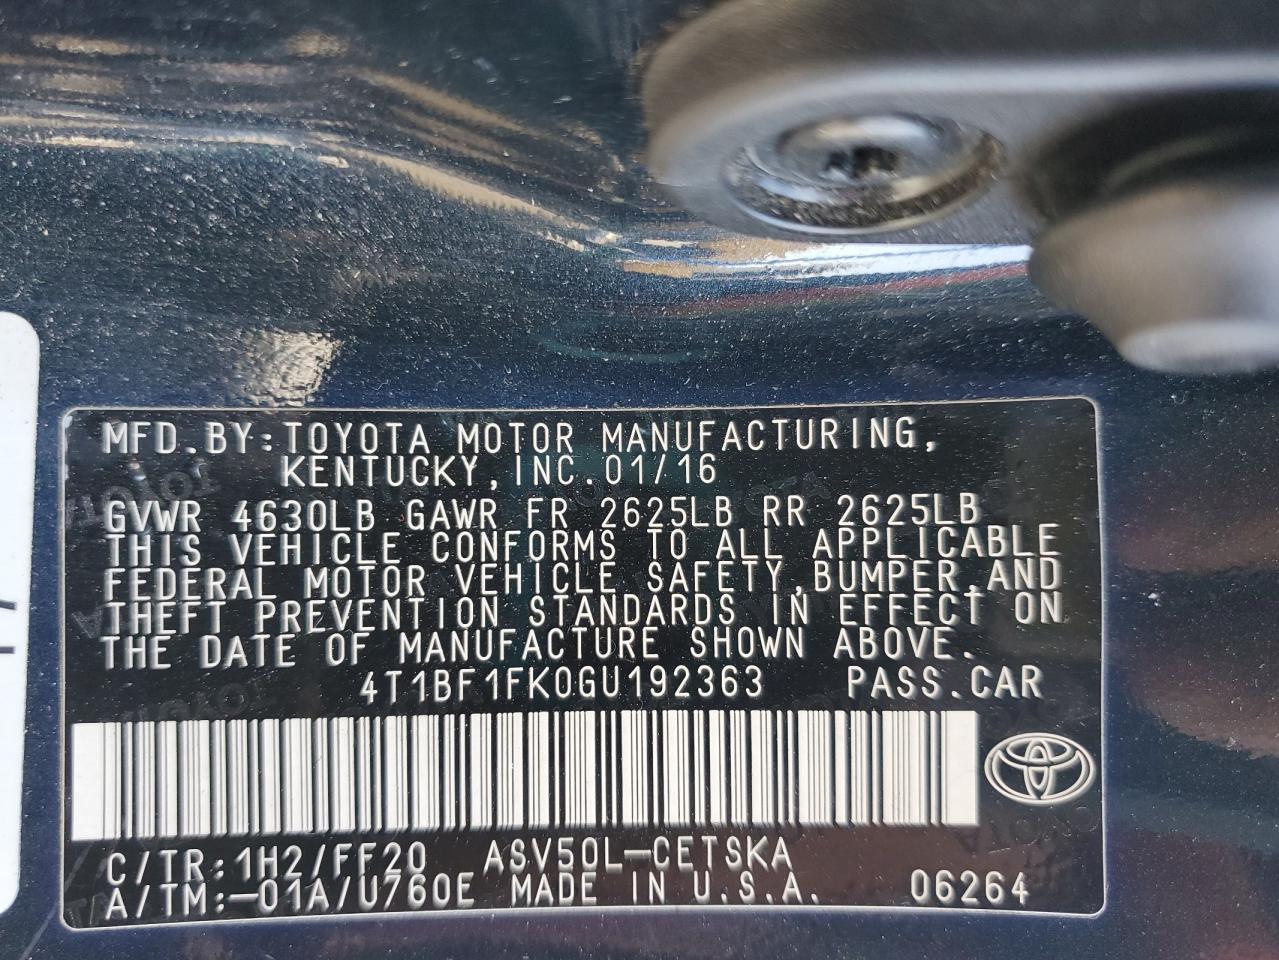 MFD.BY:TOYOTA MOTOR MANUFACTURING,
KENTUCKY,INC.01/16
GVWR 4630LB GAWR FR 2625LB RR 2625LB
THIS VEHICLE CONFORMS TO ALL APPLICABLE
FEDERAL MOTOR VEHICLE SAFETY,BUMPER,AND
THEFT PREVENTION STANDARDS IN EFFECT ON
THE DATE OF MANUFACTURE SHOWN ABOVE.
4T1BF1FK0GU192363 PASS.CAR
C/TR:1H2/FF20 ASV50L-CETSKA
A/TM:-01A/U760E MADE IN U.S.A. 06264